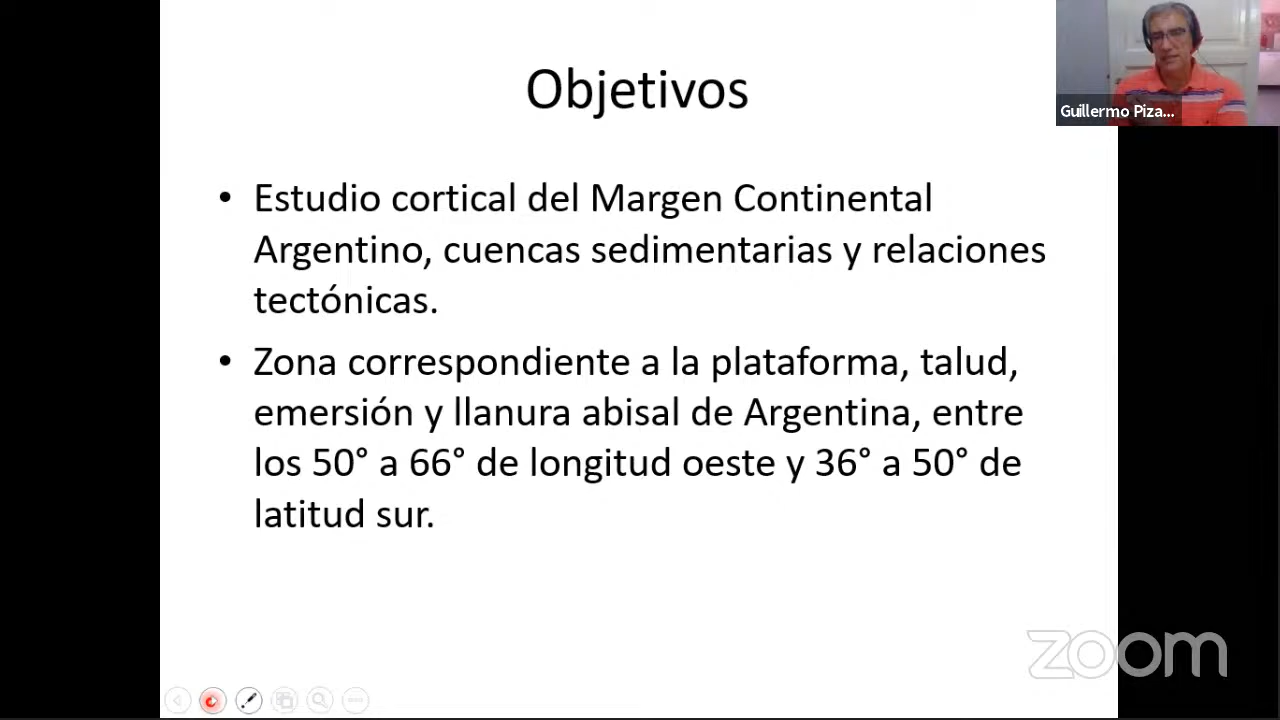 Objetivos
Guillermo Piza...
• Estudio cortical del Margen Continental
Argentino, cuencas sedimentarias y relaciones
tectónicas.
• Zona correspondiente a la plataforma, talud,
emersión y llanura abisal de Argentina, entre
los 50° a 66° de longitud oeste y 36° a 50° de
latitud sur.
zoom